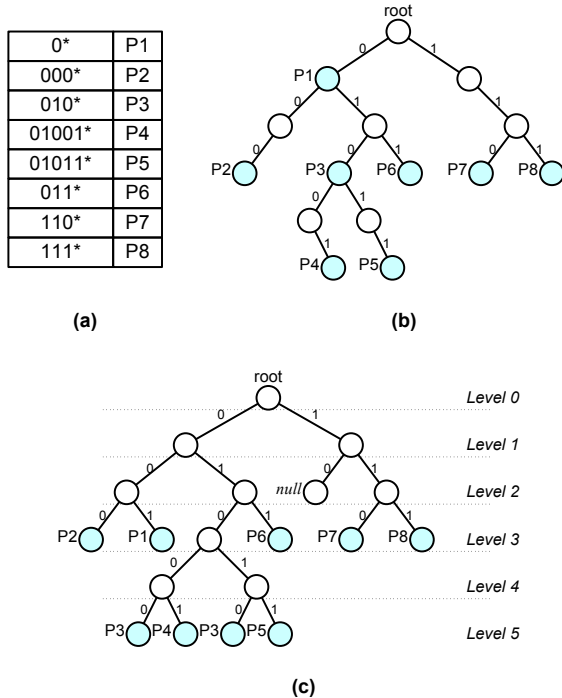 0* P1
000* P2
010* P3
01001* P4
01011* P5
011* P6
110* P7
111* P8
(a)
root
0 1
P1
0 1 1
0 0 1 0 1
P2 P3 P6 P7 P8
0 1
1 1
P4 P5
(b)
root
Level 0
0 1
Level 1
0 1 0 1
null
Level 2
0 1 0 1 0 1
P2 P1 P6 P7 P8
Level 3
0 1
Level 4
0 1 0 1
P3 P4 P3 P5
Level 5
(c)